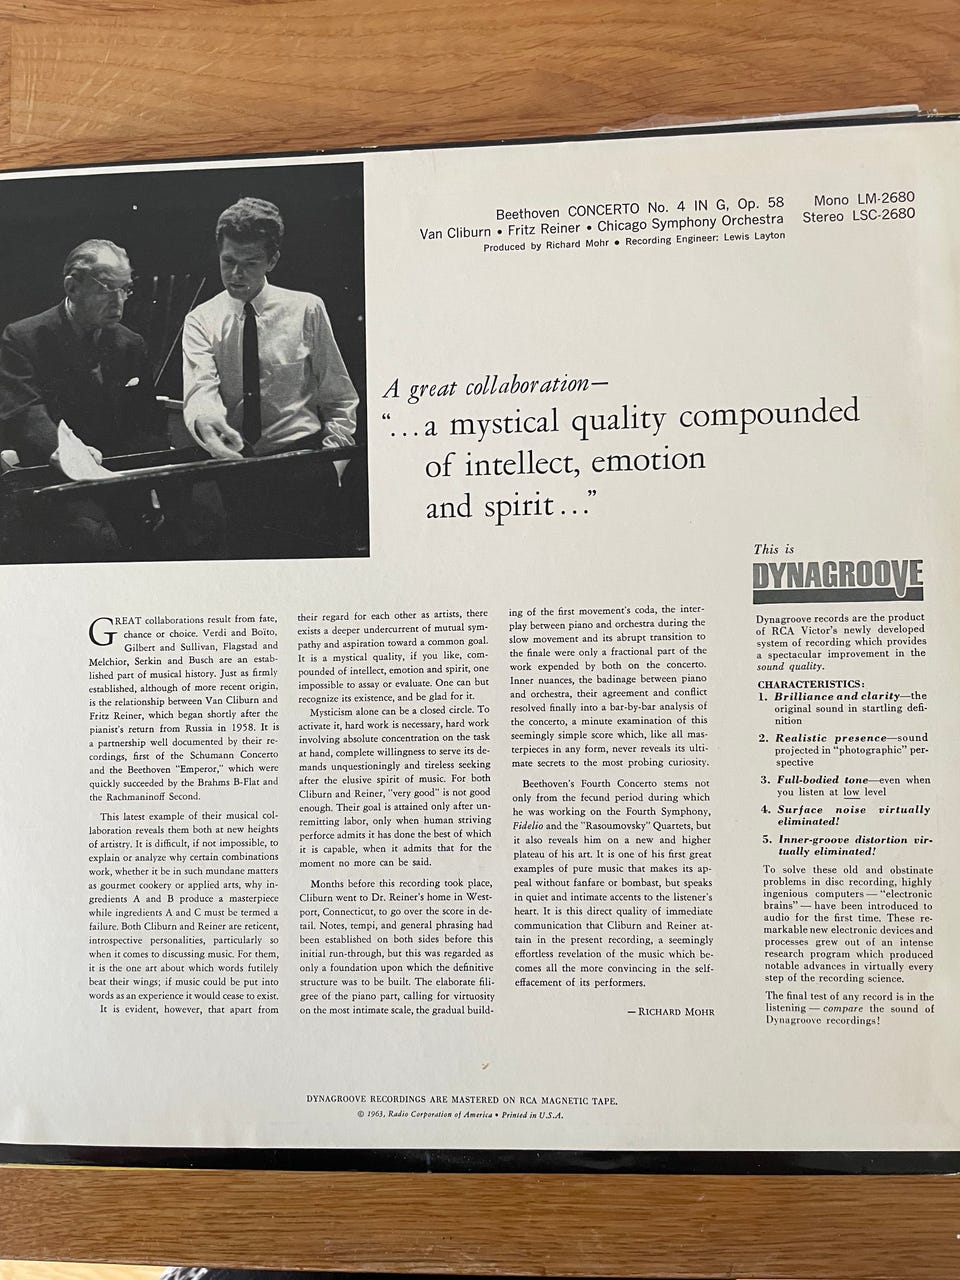 Beethoven CONCERTO No. 4 IN G, Op. 58 Mono LM-2680
Van Cliburn • Fritz Reiner • Chicago Symphony Orchestra Stereo LSC-2680
Produced by Richard Mohr • Recording Engineer: Lewis Layton
A great collaboration—
“...a mystical quality compounded
of intellect, emotion
and spirit...”
GREAT collaborations result from fate,
chance or choice. Verdi and Boïto,
Gilbert and Sullivan, Flagstad and
Melchior, Serkin and Busch are an estab-
lished part of musical history. Just as firmly
established, although of more recent origin,
is the relationship between Van Cliburn and
Fritz Reiner, which began shortly after the
pianist's return from Russia in 1958. It is
a partnership well documented by their re-
cordings, first of the Schumann Concerto
and the Beethoven "Emperor," which were
quickly succeeded by the Brahms B-Flat and
the Rachmaninoff Second.
This latest example of their musical col-
laboration reveals them both at new heights
of artistry. It is difficult, if not impossible, to
explain or analyze why certain combinations
work, whether it be in such mundane matters
as gourmet cookery or applied arts, why in-
gredients A and B produce a masterpiece
while ingredients A and C must be termed a
failure. Both Cliburn and Reiner are reticent,
introspective personalities, particularly so
when it comes to discussing music. For them,
it is the one art about which words futilely
beat their wings; if music could be put into
words as an experience it would cease to exist.
It is evident, however, that apart from
their regard for each other as artists, there
exists a deeper undercurrent of mutual sym-
pathy and aspiration toward a common goal.
It is a mystical quality, if you like, com-
pounded of intellect, emotion and spirit, one
impossible to assay or evaluate. One can but
recognize its existence, and be glad for it.
Mysticism alone can be a closed circle. To
activate it, hard work is necessary, hard work
involving absolute concentration on the task
at hand, complete willingness to serve its de-
mands unquestioningly and tireless seeking
after the elusive spirit of music. For both
Cliburn and Reiner, "very good" is not good
enough. Their goal is attained only after un-
remitting labor, only when human striving
perforce admits it has done the best of which
it is capable, when it admits that for the
moment no more can be said.
Months before this recording took place,
Cliburn went to Dr. Reiner's home in West-
port, Connecticut, to go over the score in de-
tail. Notes, tempi, and general phrasing had
been established on both sides before this
initial run-through, but this was regarded as
only a foundation upon which the definitive
structure was to be built. The elaborate fili-
gree of the piano part, calling for virtuosity
on the most intimate scale, the gradual build-
ing of the first movement's coda, the inter-
play between piano and orchestra during the
slow movement and its abrupt transition to
the finale were only a fractional part of the
work expended by both on the concerto.
Inner nuances, the badinage between piano
and orchestra, their agreement and conflict
resolved finally into a bar-by-bar analysis of
the concerto, a minute examination of this
seemingly simple score which, like all mas-
terpieces in any form, never reveals its ulti-
mate secrets to the most probing curiosity.
Beethoven's Fourth Concerto stems not
only from the fecund period during which
he was working on the Fourth Symphony,
Fidelio and the "Rasoumovsky" Quartets, but
it also reveals him on a new and higher
plateau of his art. It is one of his first great
examples of pure music that makes its ap-
peal without fanfare or bombast, but speaks
in quiet and intimate accents to the listener's
heart. It is this direct quality of immediate
communication that Cliburn and Reiner at-
tain in the present recording, a seemingly
effortless revelation of the music which be-
comes all the more convincing in the self-
effacement of its performers.
—RICHARD MOHR
This is
DYNAGROOVE
Dynagroove records are the product
of RCA Victor's newly developed
system of recording which provides
a spectacular improvement in the
sound quality.
CHARACTERISTICS:
1. Brilliance and clarity—the
original sound in startling defi-
nition
2. Realistic presence—sound
projected in "photographic" per-
spective
3. Full-bodied tone—even when
you listen at low level
4. Surface noise virtually
eliminated!
5. Inner-groove distortion vir-
tually eliminated!
To solve these old and obstinate
problems in disc recording, highly
ingenious computers — "electronic
brains" — have been introduced to
audio for the first time. These re-
markable new electronic devices and
processes grew out of an intense
research program which produced
notable advances in virtually every
step of the recording science.
The final test of any record is in the
listening — compare the sound of
Dynagroove recordings!
DYNAGROOVE RECORDINGS ARE MASTERED ON RCA MAGNETIC TAPE.
© 1963, Radio Corporation of America • Printed in U.S.A.